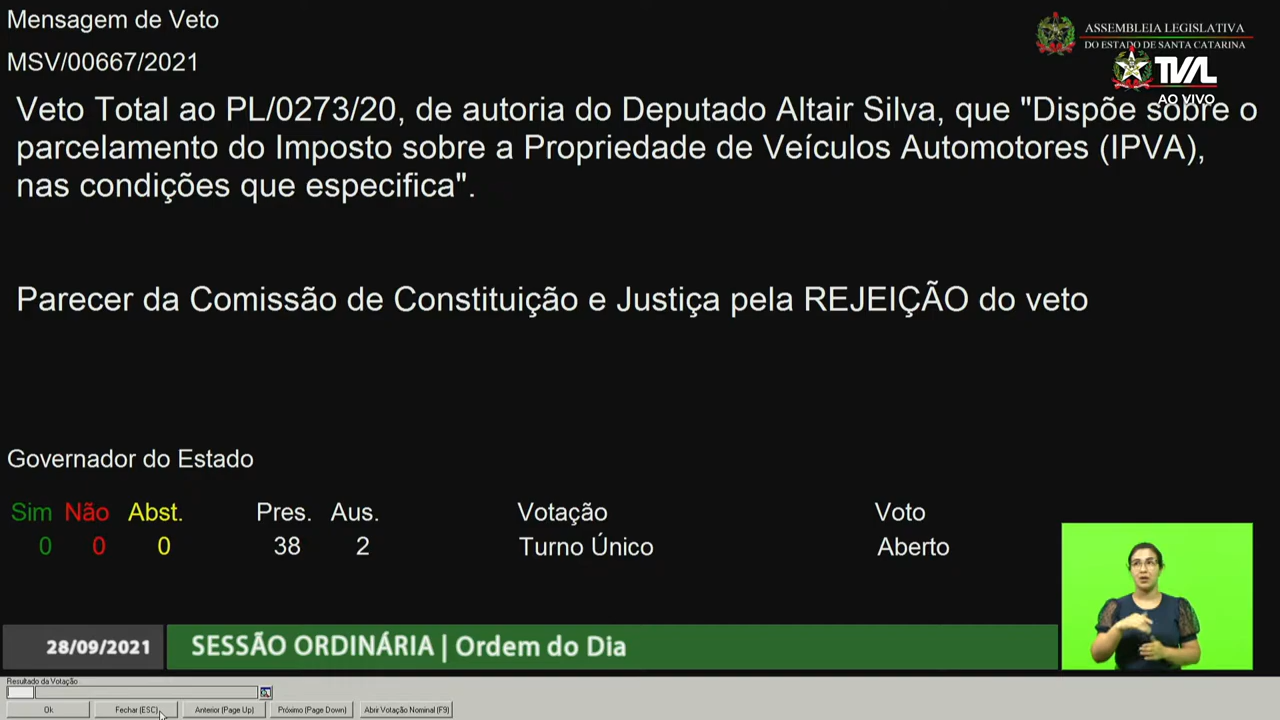 Mensagem de Veto
ASSEMBLEIA LEGISLATIVA
DO ESTADO DE SANTA CATARINA
MSV/00667/2021
TVAL
AO VIVO
Veto Total ao PL/0273/20, de autoria do Deputado Altair Silva, que "Dispõe sobre o
parcelamento do Imposto sobre a Propriedade de Veículos Automotores (IPVA),
nas condições que especifica".
Parecer da Comissão de Constituição e Justiça pela REJEIÇÃO do veto
Governador do Estado
Sim Não Abst. Pres. Aus. Votação Voto
0 0 0 38 2 Turno Único Aberto
28/09/2021 SESSÃO ORDINÁRIA | Ordem do Dia
Resultado da Votação
Ok Fechar (ESC) Anterior (Page Up) Próximo (Page Down) Abrir Votação Nominal (F9)